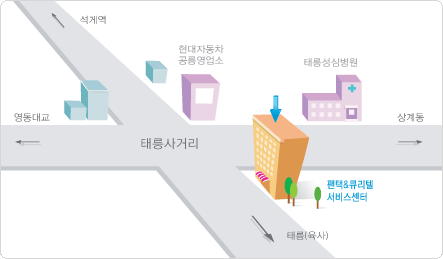 석계역
현대자동차
공릉영업소
태릉성심병원
영동대교
상계동
태릉사거리
팬택&큐리텔
서비스센터
태릉(육사)